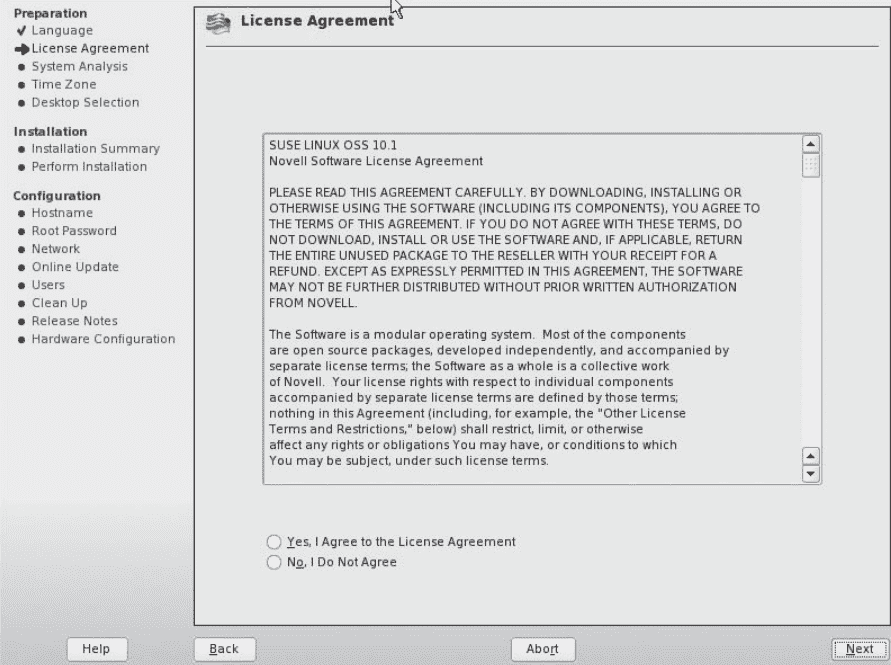 Preparation
Language
License Agreement
System Analysis
Time Zone
Desktop Selection
Installation
Installation Summary
Perform Installation
Configuration
Hostname
Root Password
Network
Online Update
Users
Clean Up
Release Notes
Hardware Configuration
License Agreement
SUSE LINUX OSS 10.1
Novell Software License Agreement
PLEASE READ THIS AGREEMENT CAREFULLY. BY DOWNLOADING, INSTALLING OR
OTHERWISE USING THE SOFTWARE (INCLUDING ITS COMPONENTS), YOU AGREE TO
THE TERMS OF THIS AGREEMENT. IF YOU DO NOT AGREE WITH THESE TERMS, DO
NOT DOWNLOAD, INSTALL OR USE THE SOFTWARE AND, IF APPLICABLE, RETURN
THE ENTIRE UNUSED PACKAGE TO THE RESELLER WITH YOUR RECEIPT FOR A
REFUND. EXCEPT AS EXPRESSLY PERMITTED IN THIS AGREEMENT, THE SOFTWARE
MAY NOT BE FURTHER DISTRIBUTED WITHOUT PRIOR WRITTEN AUTHORIZATION
FROM NOVELL.
The Software is a modular operating system. Most of the components
are open source packages, developed independently, and accompanied by
separate license terms; the Software as a whole is a collective work
of Novell. Your license rights with respect to individual components
accompanied by separate license terms are defined by those terms;
nothing in this Agreement (including, for example, the "Other License
Terms and Restrictions," below) shall restrict, limit, or otherwise
affect any rights or obligations You may have, or conditions to which
You may be subject, under such license terms.
Yes, I Agree to the License Agreement
No, I Do Not Agree
Help
Back
Abort
Next